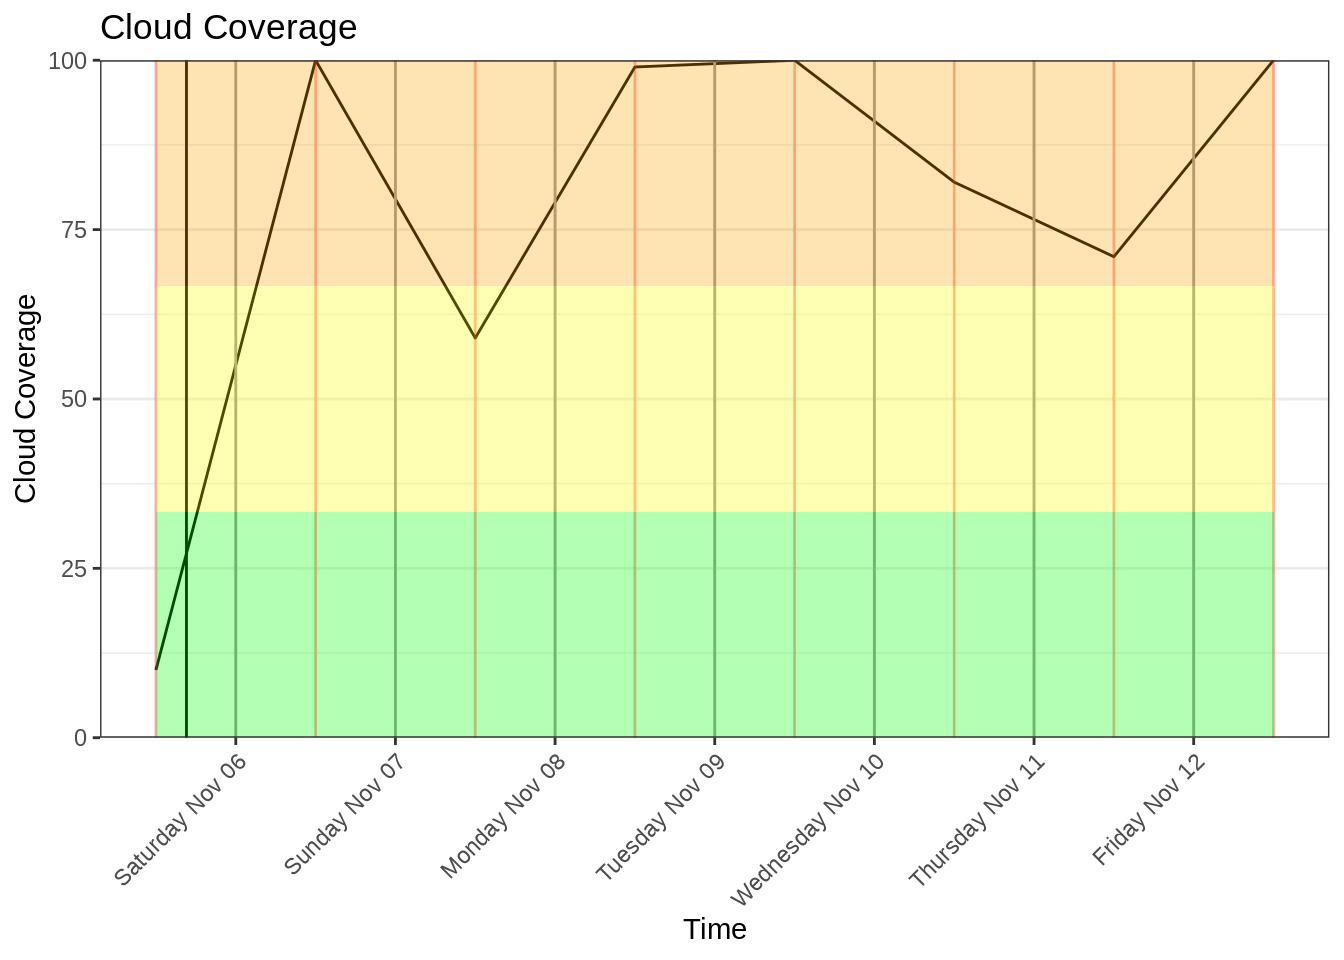 Cloud Coverage
100
75
50
25
0
Cloud Coverage
Saturday Nov 06
Sunday Nov 07
Monday Nov 08
Tuesday Nov 09
Wednesday Nov 10
Thursday Nov 11
Friday Nov 12
Time